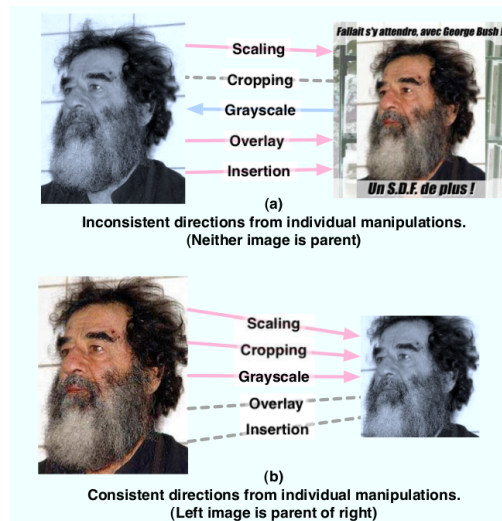 Fallait s'y attendre, avec George Bush !
Scaling
Cropping
Grayscale
Overlay
Insertion
Un S.D.F. de plus !
(a)
Inconsistent directions from individual manipulations.
(Neither image is parent)
Scaling
Cropping
Grayscale
Overlay
Insertion
(b)
Consistent directions from individual manipulations.
(Left image is parent of right)